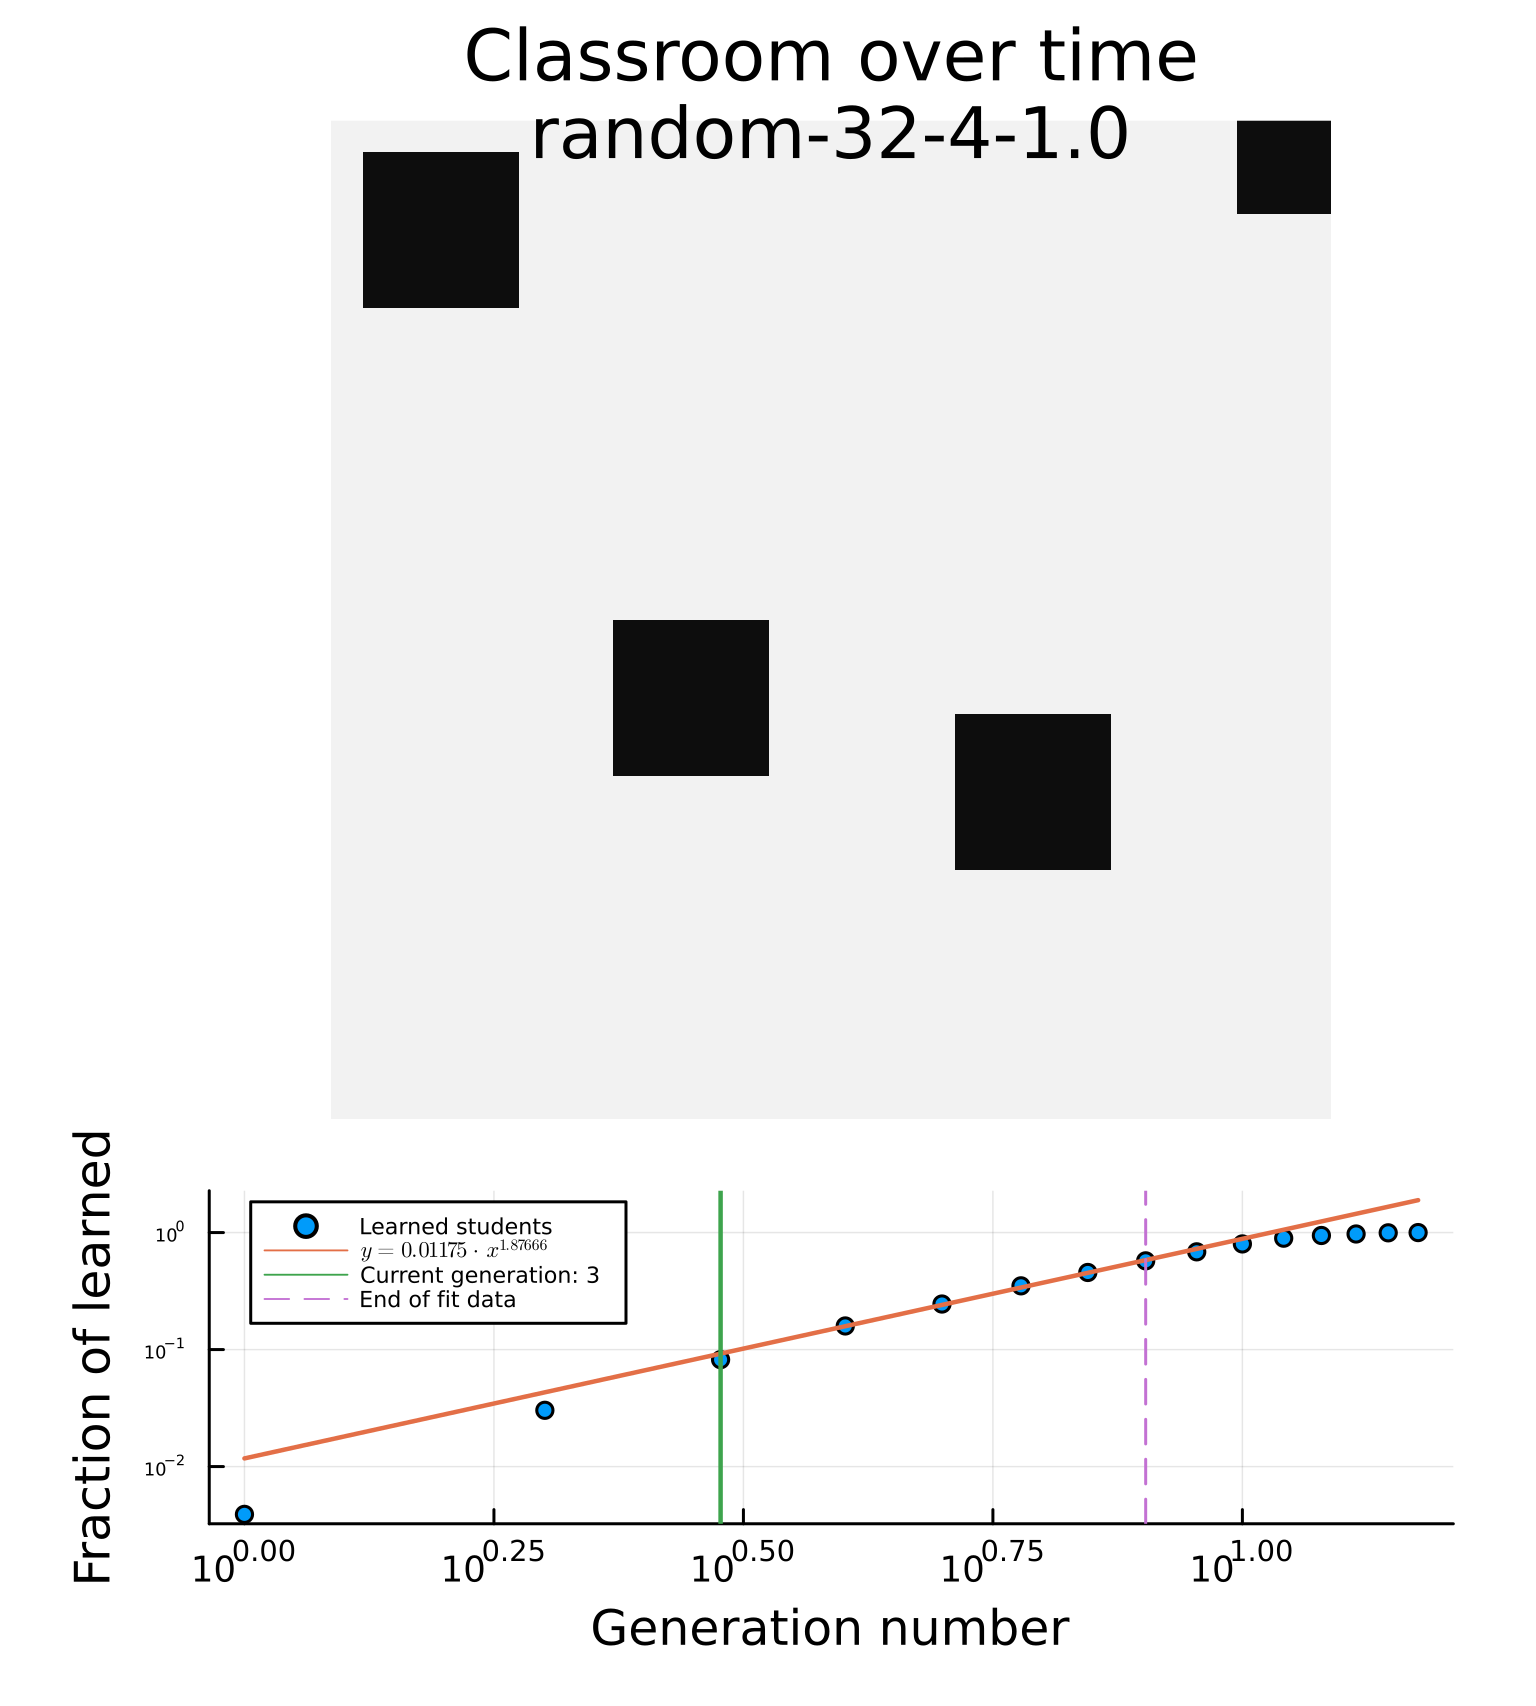 Classroom over time
random-32-4-1.0
Fraction of learned
10^0
10^−1
10^−2
Learned students
y = 0.01175 · x^1.87666
Current generation: 3
End of fit data
10^0.00 10^0.25 10^0.50 10^0.75 10^1.00
Generation number